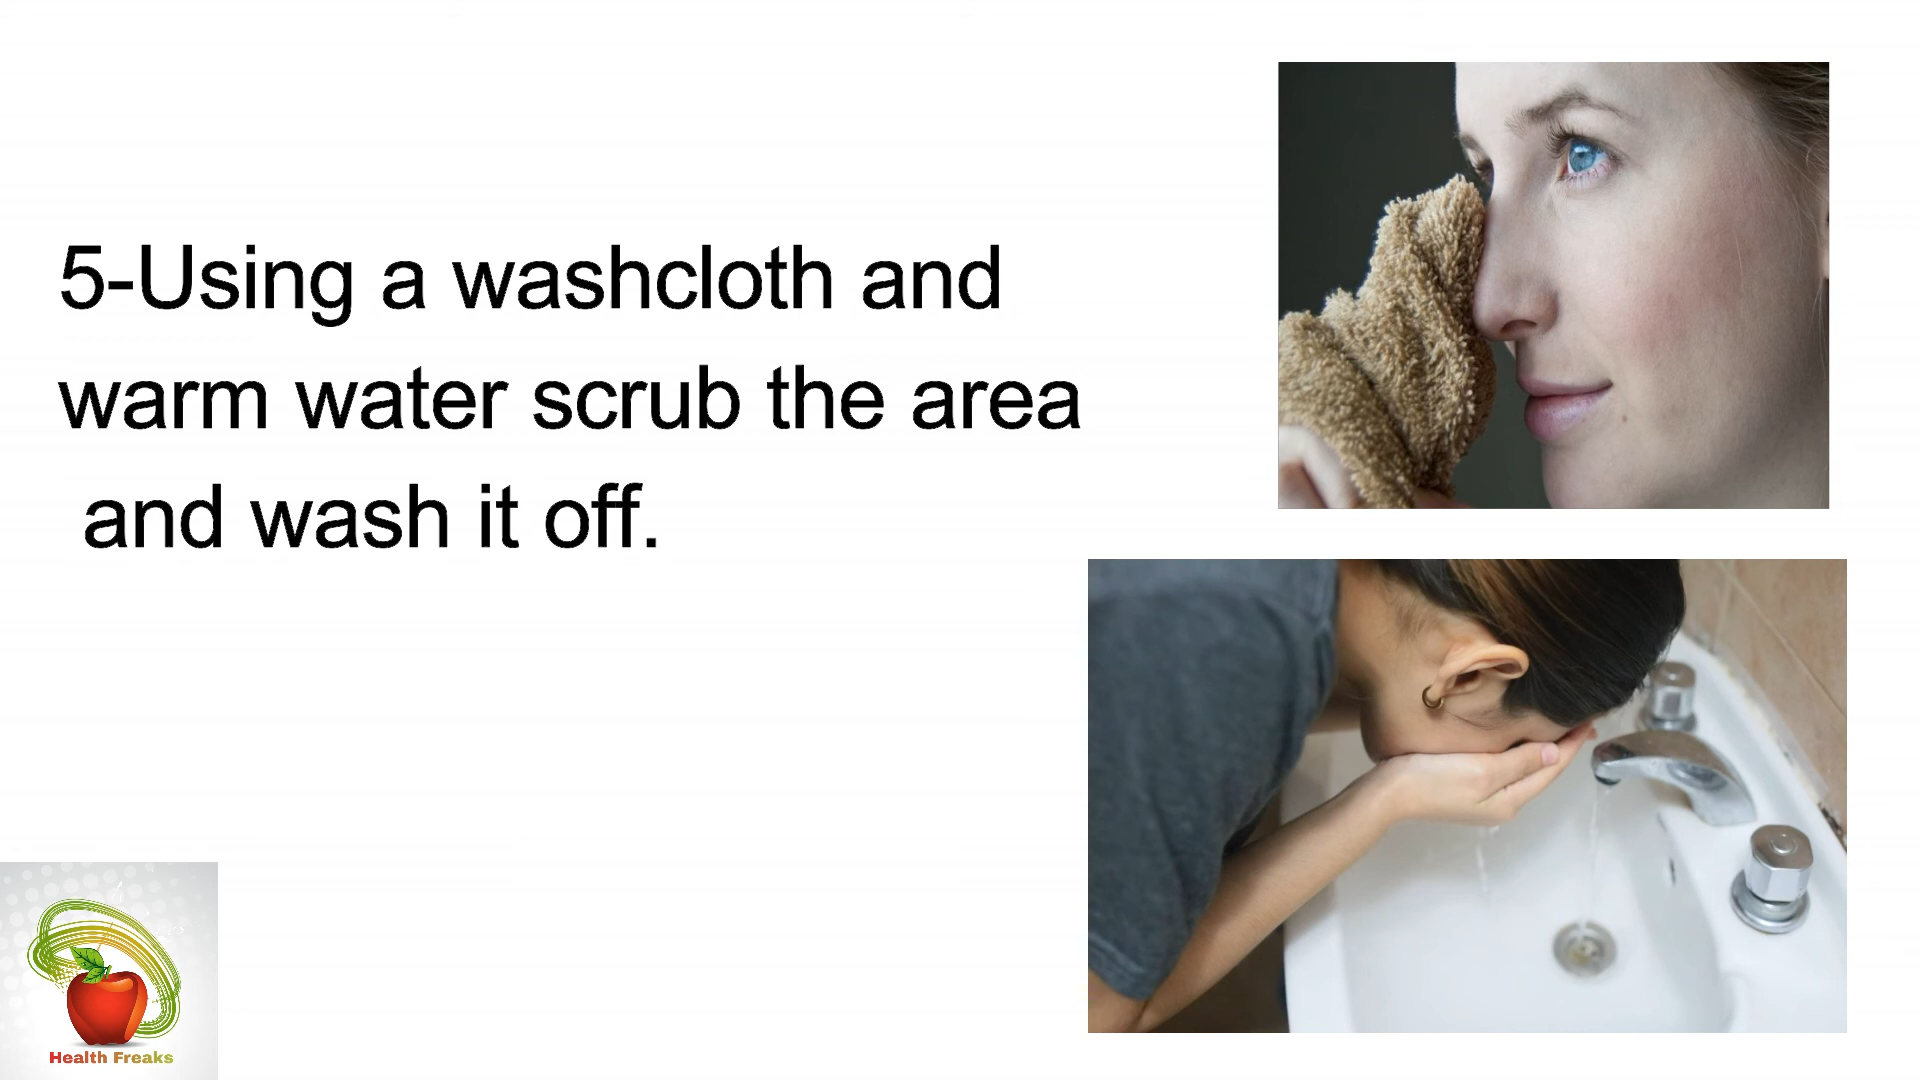 5-Using a washcloth and
warm water scrub the area
and wash it off.
Health Freaks